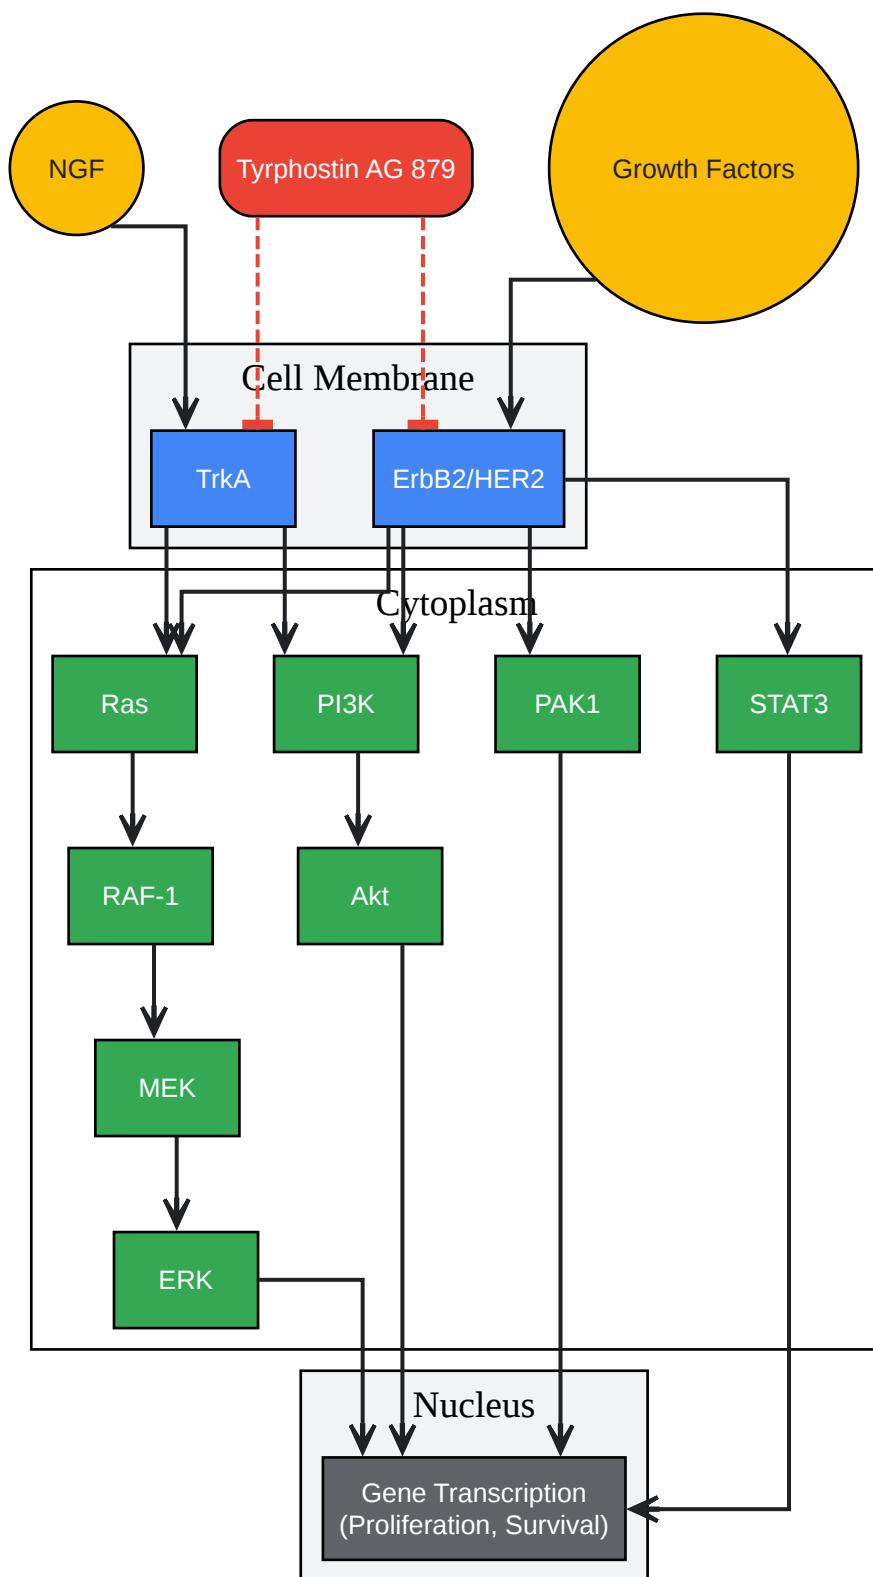 NGF
Tyrphostin AG 879
Growth Factors
Cell Membrane
TrkA
ErbB2/HER2
Cytoplasm
Ras
PI3K
PAK1
STAT3
RAF-1
Akt
MEK
ERK
Nucleus
Gene Transcription
(Proliferation, Survival)